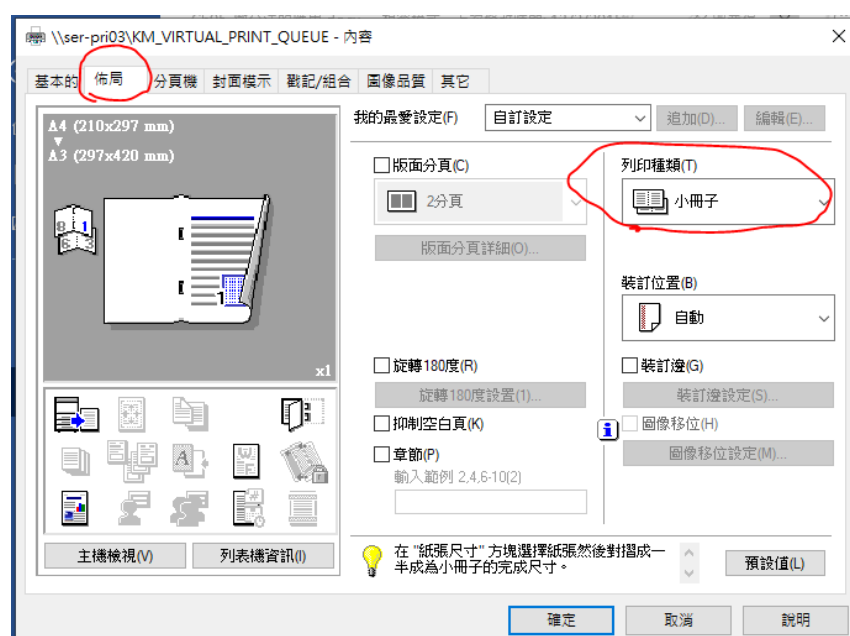 \\ser-pri03\KM_VIRTUAL_PRINT_QUEUE - 內容
基本的 佈局 分頁機 封面模示 戳記/組合 圖像品質 其它
A4 (210x297 mm)
A3 (297x420 mm)
8 1
6 3
1
x1
主機檢視(V) 列表機資訊(I)
我的最愛設定(F) 自訂設定 追加(D)... 編輯(E)...
版面分頁(C)
2分頁
版面分頁詳細(O)...
列印種類(T)
小冊子
裝訂位置(B)
自動
旋轉180度(R)
旋轉180度設置(1)...
裝訂邊(G)
裝訂邊設定(S)...
抑制空白頁(K)
圖像移位(H)
圖像移位設定(M)...
章節(P)
輸入範例 2,4,6-10(2)
在 "紙張尺寸" 方塊選擇紙張然後對摺成一
半成為小冊子的完成尺寸。
預設值(L)
確定 取消 說明